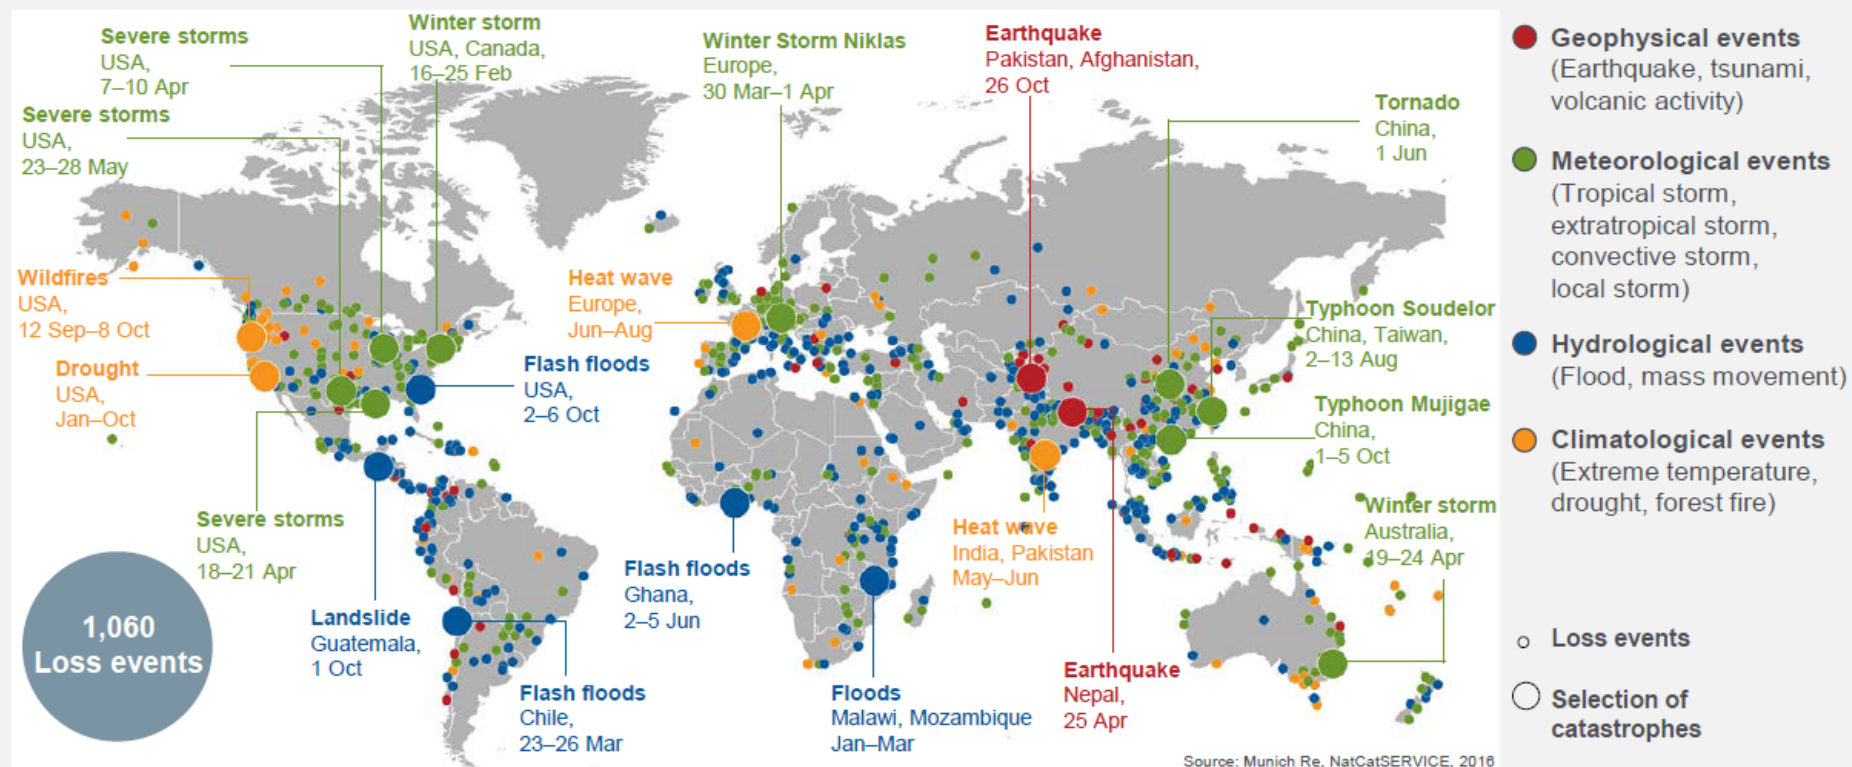 Severe storms
USA,
7–10 Apr
Winter storm
USA, Canada,
16–25 Feb
Winter Storm Niklas
Europe,
30 Mar–1 Apr
Earthquake
Pakistan, Afghanistan,
26 Oct
Tornado
China,
1 Jun
Severe storms
USA,
23–28 May
Wildfires
USA,
12 Sep–8 Oct
Heat wave
Europe,
Jun–Aug
Typhoon Soudelor
China, Taiwan,
2–13 Aug
Drought
USA,
Jan–Oct
Flash floods
USA,
2–6 Oct
Typhoon Mujigae
China,
1–5 Oct
Severe storms
USA,
18–21 Apr
Heat wave
India, Pakistan
May–Jun
Winter storm
Australia,
19–24 Apr
1,060
Loss events
Landslide
Guatemala,
1 Oct
Flash floods
Ghana,
2–5 Jun
Flash floods
Chile,
23–26 Mar
Floods
Malawi, Mozambique
Jan–Mar
Earthquake
Nepal,
25 Apr
Source: Munich Re, NatCatSERVICE, 2016
Geophysical events
(Earthquake, tsunami,
volcanic activity)
Meteorological events
(Tropical storm,
extratropical storm,
convective storm,
local storm)
Hydrological events
(Flood, mass movement)
Climatological events
(Extreme temperature,
drought, forest fire)
Loss events
Selection of
catastrophes